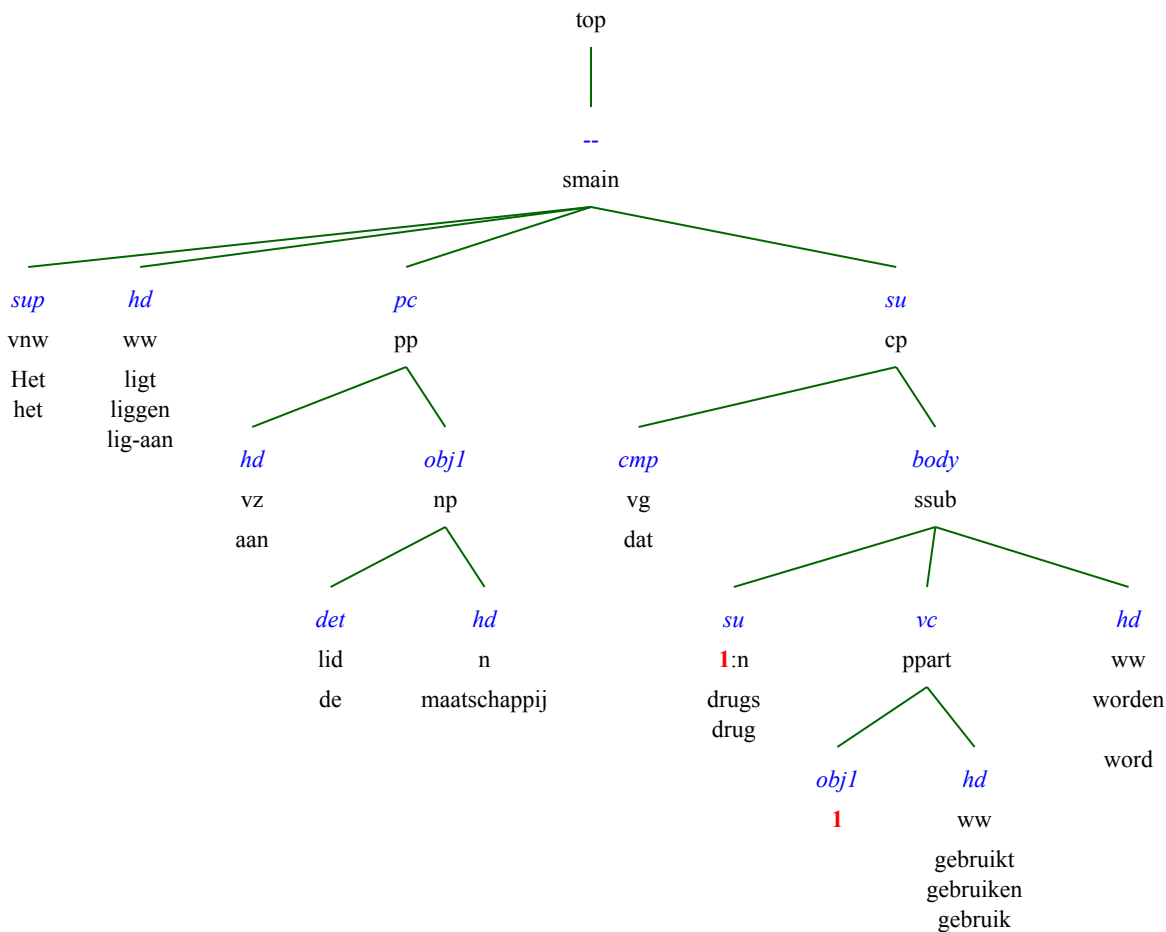 top
--
smain
sup hd pc su
vnw ww pp cp
Het ligt
het liggen
lig-aan
hd obj1 cmp body
vz np vg ssub
aan dat
det hd su vc hd
lid n 1:n ppart ww
de maatschappij drugs worden
drug
word
obj1 hd
1 ww
gebruikt
gebruiken
gebruik